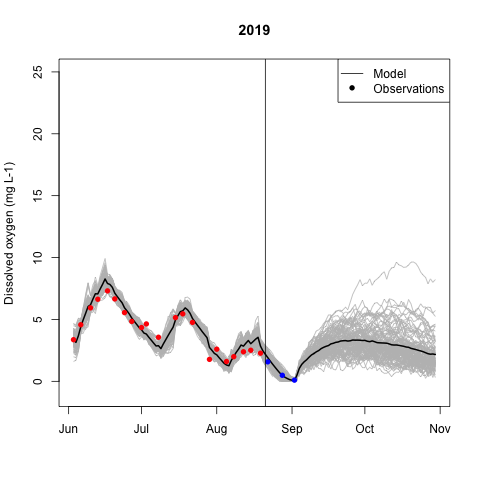 2019
Model
Observations
Dissolved oxygen (mg L-1)
25
20
15
10
5
0
Jun Jul Aug Sep Oct Nov